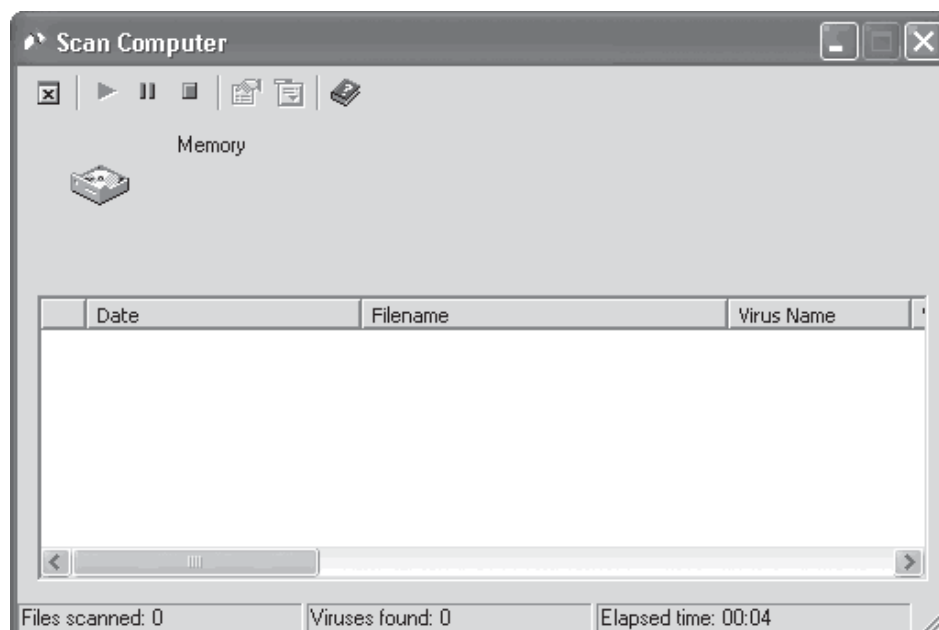 Scan Computer
Memory
Date Filename Virus Name
Files scanned: 0 Viruses found: 0 Elapsed time: 00:04